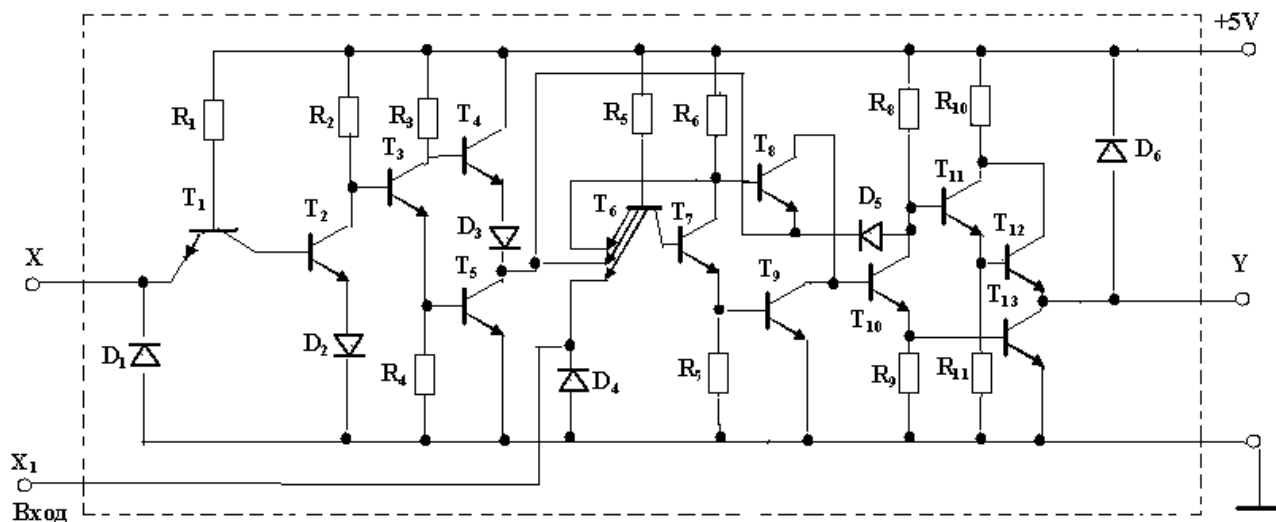 +5V
R₁
R₂
R₃
T₄
R₅
R₆
R₈
R₁₀
T₃
T₈
D₆
T₁
T₂
T₆
T₇
D₅
T₁₁
T₁₂
D₃
X
T₅
T₉
T₁₀
T₁₃
Y
D₁
D₂
R₄
D₄
R₅
R₉
R₁₁
X₁
Вход